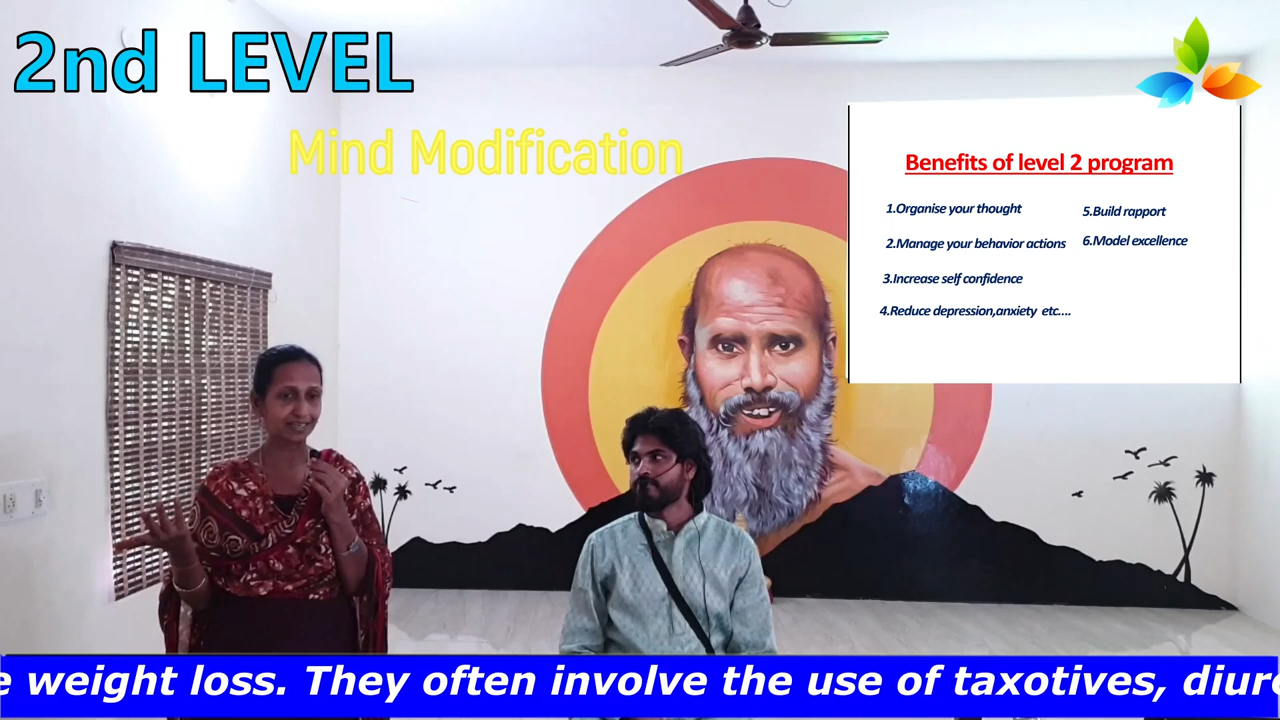 2nd LEVEL
Mind Modification
Benefits of level 2 program
1.Organise your thought
2.Manage your behavior actions
3.Increase self confidence
4.Reduce depression,anxiety etc....
5.Build rapport
6.Model excellence
e weight loss. They often involve the use of taxotives, diure